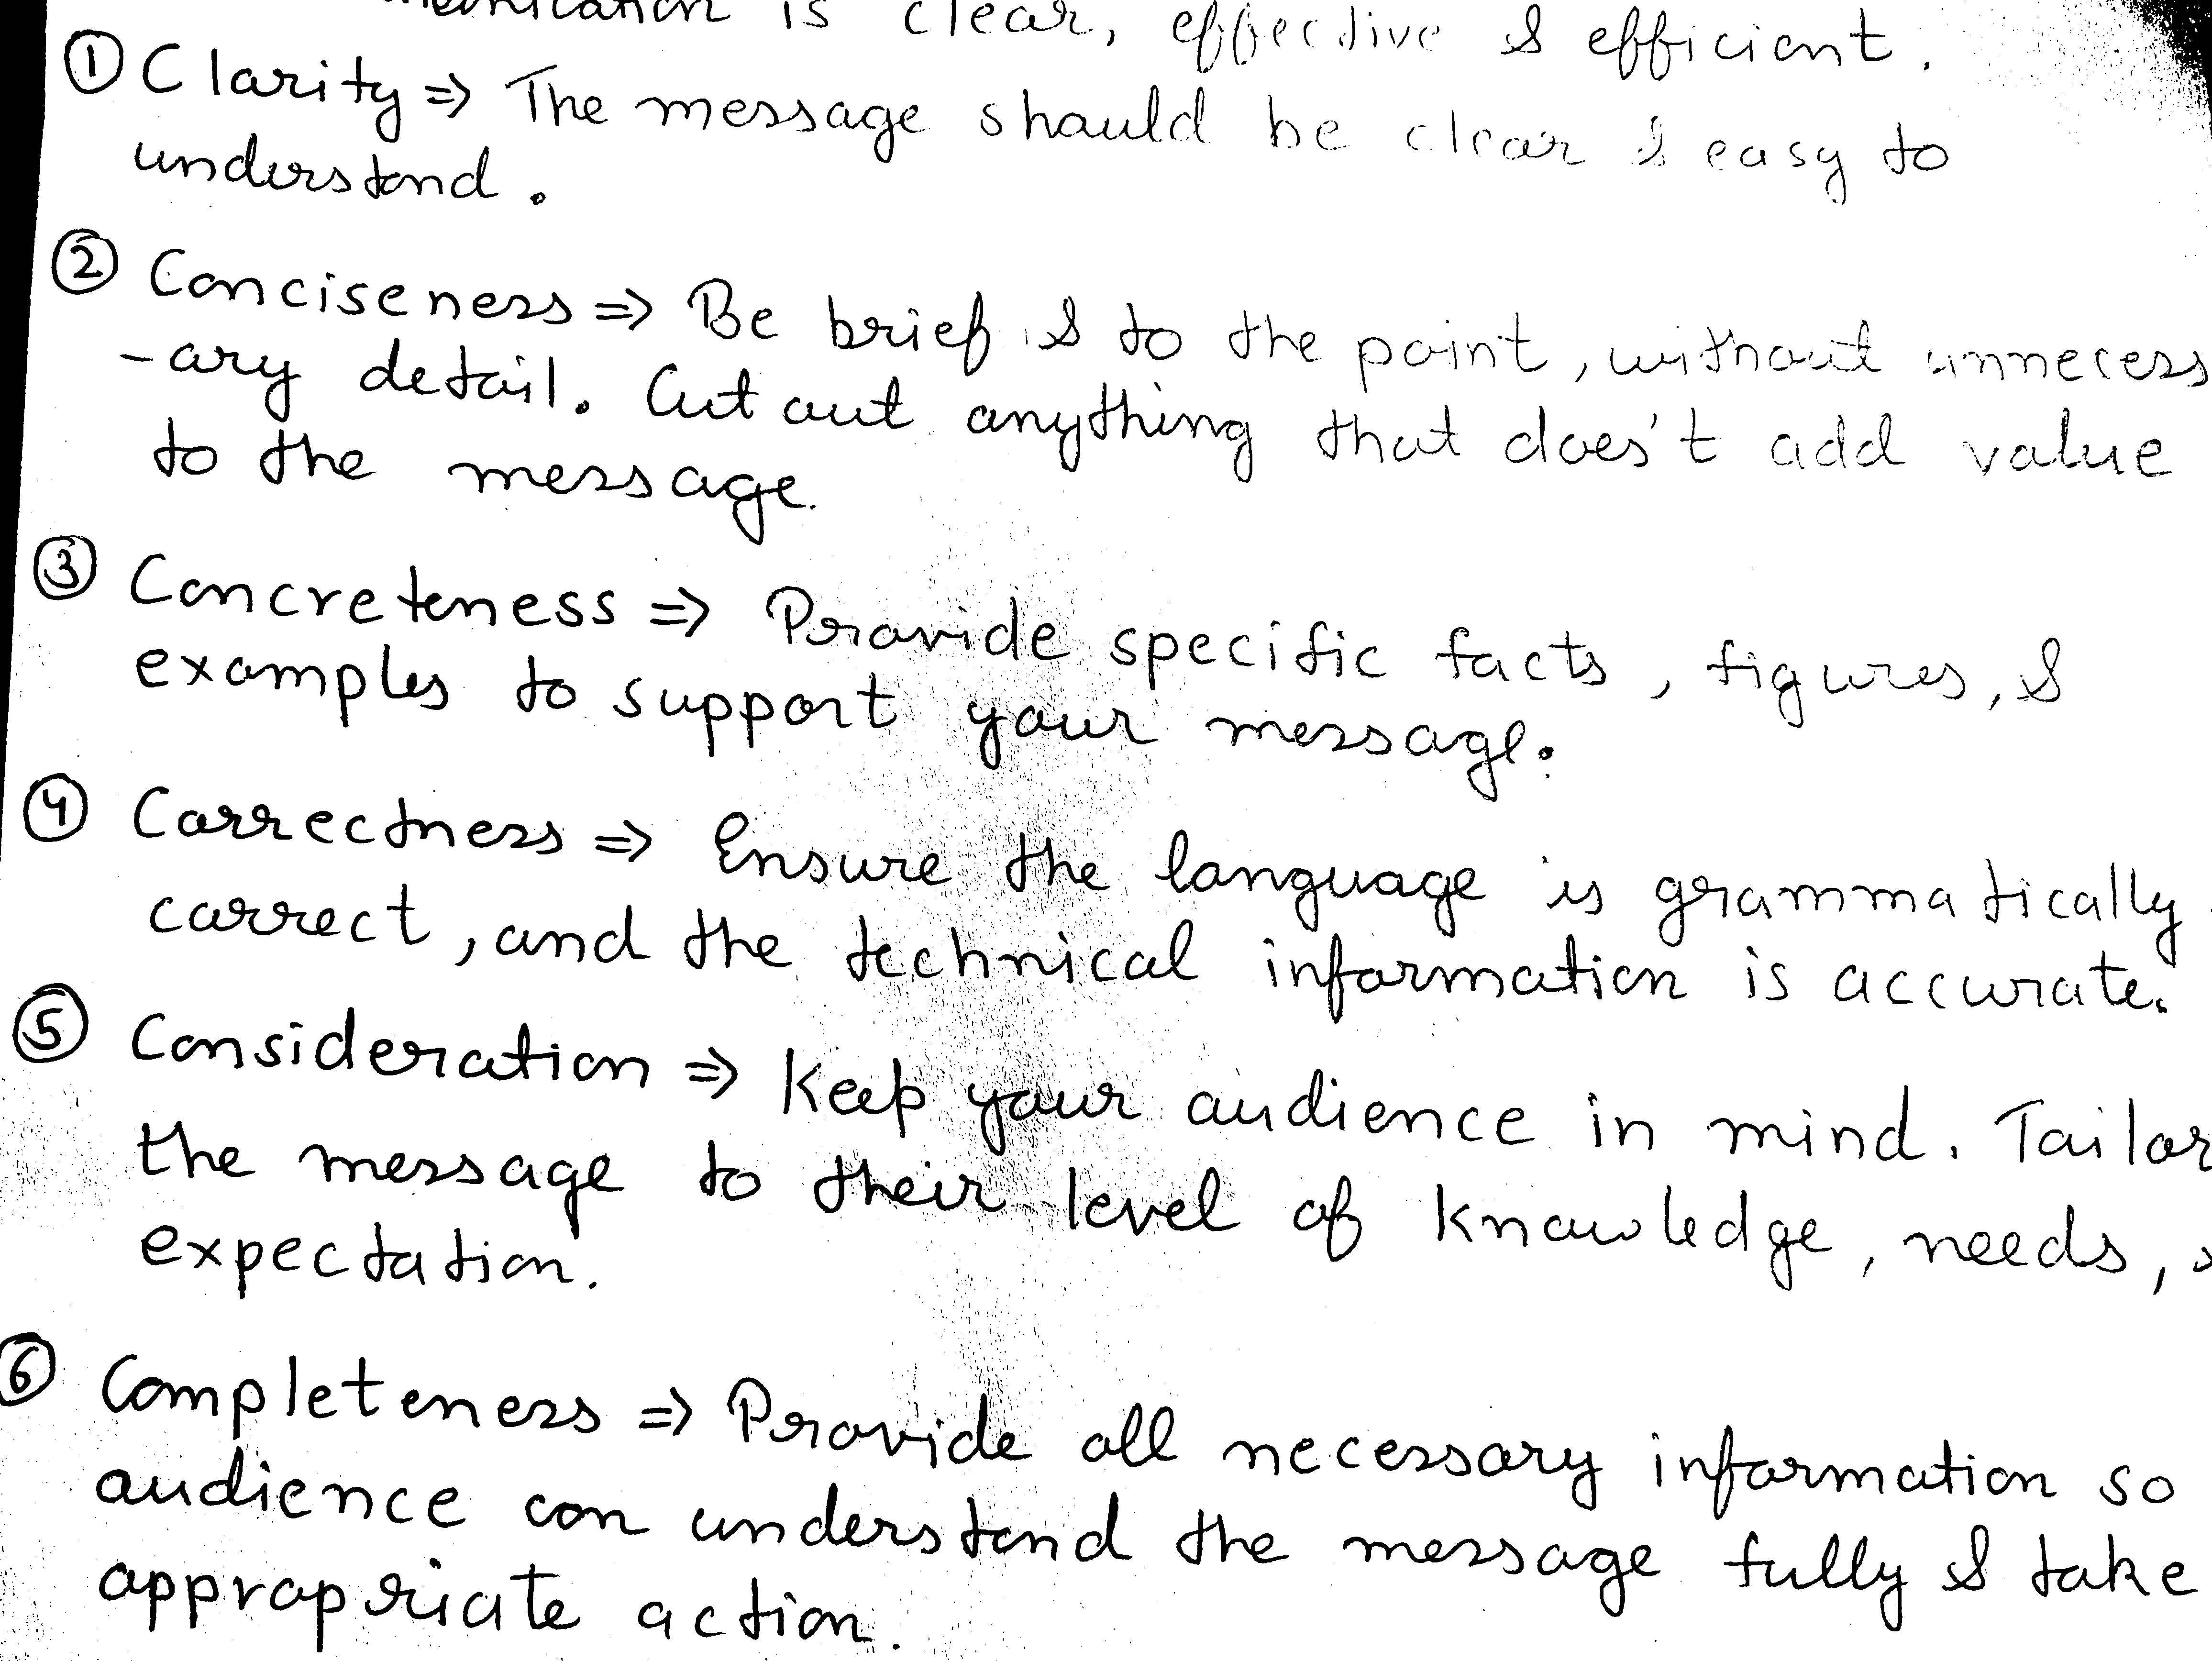 is clear, effective & efficient.
① Clarity ⇒ The message should be clear & easy to
understand.
② Conciseness ⇒ Be brief & to the point, without unnecess
-ary detail. Cut out anything that does't add value
to the message.
③ Concreteness ⇒ Provide specific facts, figures, &
examples to support your message.
④ Correctness ⇒ Ensure the language is grammatically
correct, and the technical information is accurate.
⑤ Consideration ⇒ Keep your audience in mind. Tailor
the message to their level of knowledge, needs,
expectation.
⑥ Completeness ⇒ Provide all necessary information so
audience can understand the message fully & take
appropriate action.